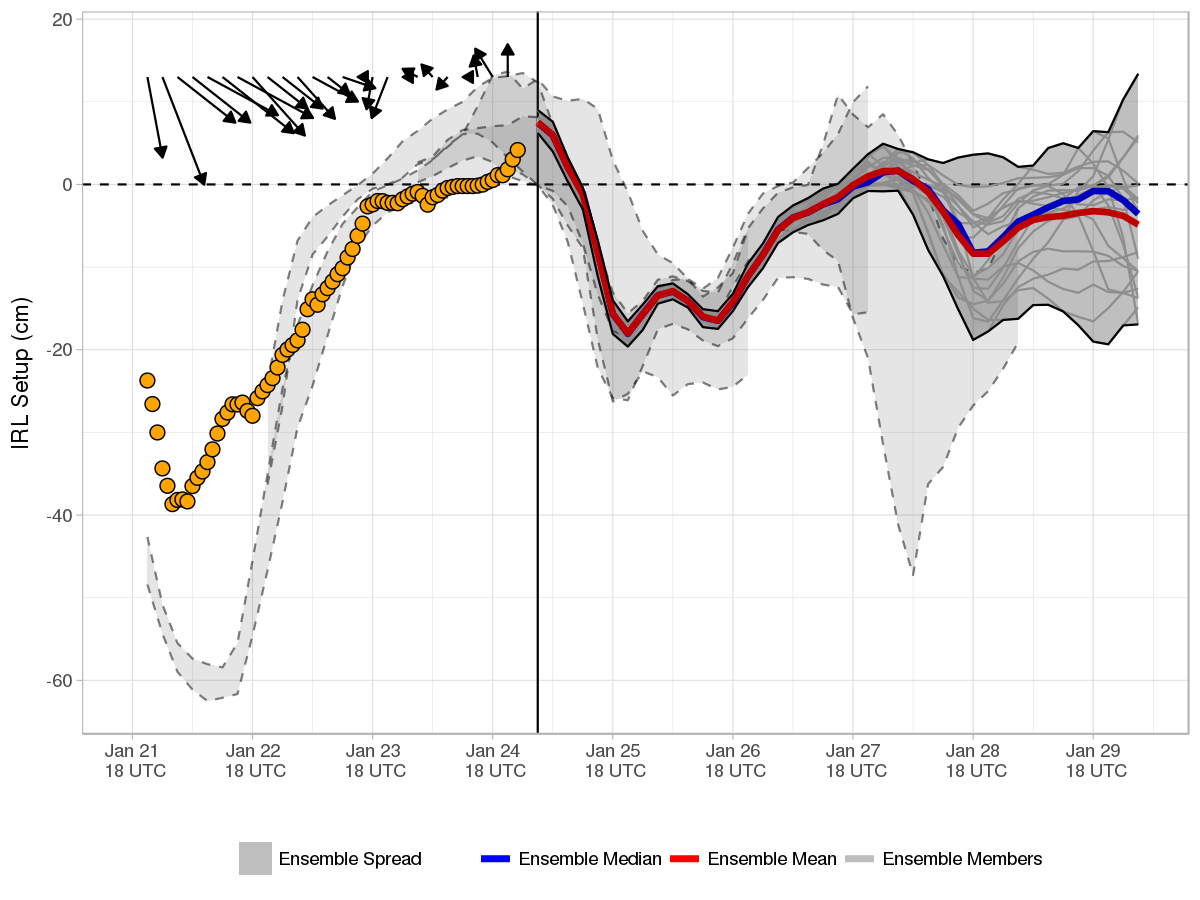 IRL Setup (cm)
20
0
-20
-40
-60
Jan 21
18 UTC
Jan 22
18 UTC
Jan 23
18 UTC
Jan 24
18 UTC
Jan 25
18 UTC
Jan 26
18 UTC
Jan 27
18 UTC
Jan 28
18 UTC
Jan 29
18 UTC
Ensemble Spread
Ensemble Median
Ensemble Mean
Ensemble Members